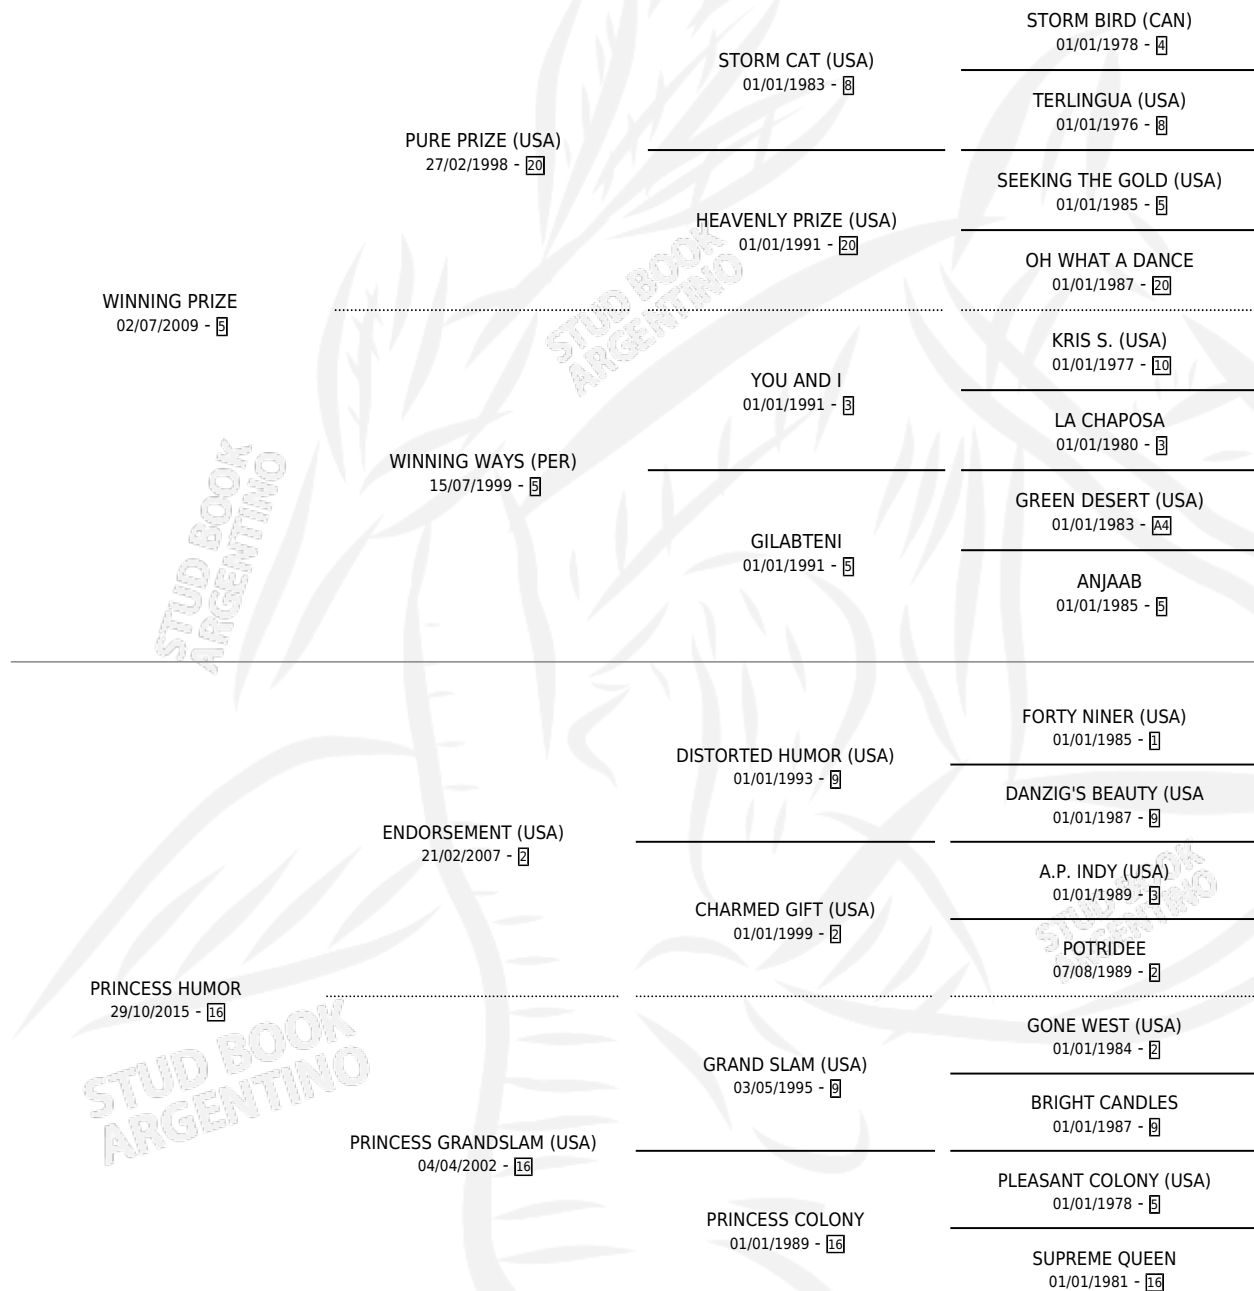 STORM BIRD (CAN)
01/01/1978 - 4
STORM CAT (USA)
01/01/1983 - 8
TERLINGUA (USA)
01/01/1976 - 8
PURE PRIZE (USA)
27/02/1998 - 20
SEEKING THE GOLD (USA)
01/01/1985 - 5
HEAVENLY PRIZE (USA)
01/01/1991 - 20
OH WHAT A DANCE
01/01/1987 - 20
WINNING PRIZE
02/07/2009 - 5
KRIS S. (USA)
01/01/1977 - 10
YOU AND I
01/01/1991 - 3
LA CHAPOSA
01/01/1980 - 3
WINNING WAYS (PER)
15/07/1999 - 5
GREEN DESERT (USA)
01/01/1983 - A4
GILABTENI
01/01/1991 - 5
ANJAAB
01/01/1985 - 5
FORTY NINER (USA)
01/01/1985 - 1
DISTORTED HUMOR (USA)
01/01/1993 - 9
DANZIG'S BEAUTY (USA
01/01/1987 - 9
ENDORSEMENT (USA)
21/02/2007 - 2
A.P. INDY (USA)
01/01/1989 - 3
CHARMED GIFT (USA)
01/01/1999 - 2
POTRIDEE
07/08/1989 - 2
PRINCESS HUMOR
29/10/2015 - 16
GONE WEST (USA)
01/01/1984 - 2
GRAND SLAM (USA)
03/05/1995 - 9
BRIGHT CANDLES
01/01/1987 - 9
PRINCESS GRANDSLAM (USA)
04/04/2002 - 16
PLEASANT COLONY (USA)
01/01/1978 - 5
PRINCESS COLONY
01/01/1989 - 16
SUPREME QUEEN
01/01/1981 - 16
STUD BOOK
ARGENTINO
STUD BOOK
ARGENTINO
STUD BOOK
ARGENTINO
STUD BOOK
ARGENTINO